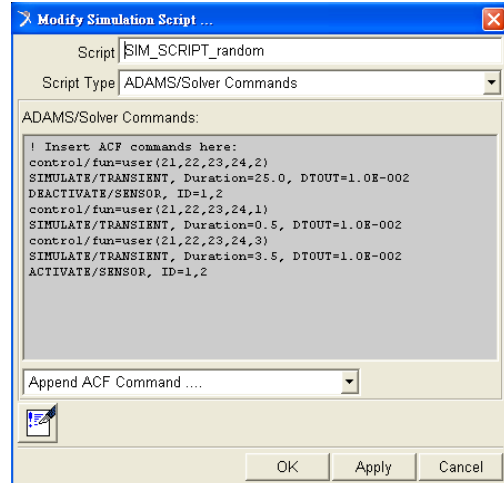 Modify Simulation Script ...
Script SIM_SCRIPT_random
Script Type ADAMS/Solver Commands
ADAMS/Solver Commands:
! Insert ACF commands here:
control/fun=user(21,22,23,24,2)
SIMULATE/TRANSIENT, Duration=25.0, DTOUT=1.0E-002
DEACTIVATE/SENSOR, ID=1,2
control/fun=user(21,22,23,24,1)
SIMULATE/TRANSIENT, Duration=0.5, DTOUT=1.0E-002
control/fun=user(21,22,23,24,3)
SIMULATE/TRANSIENT, Duration=3.5, DTOUT=1.0E-002
ACTIVATE/SENSOR, ID=1,2
Append ACF Command ....
OK Apply Cancel